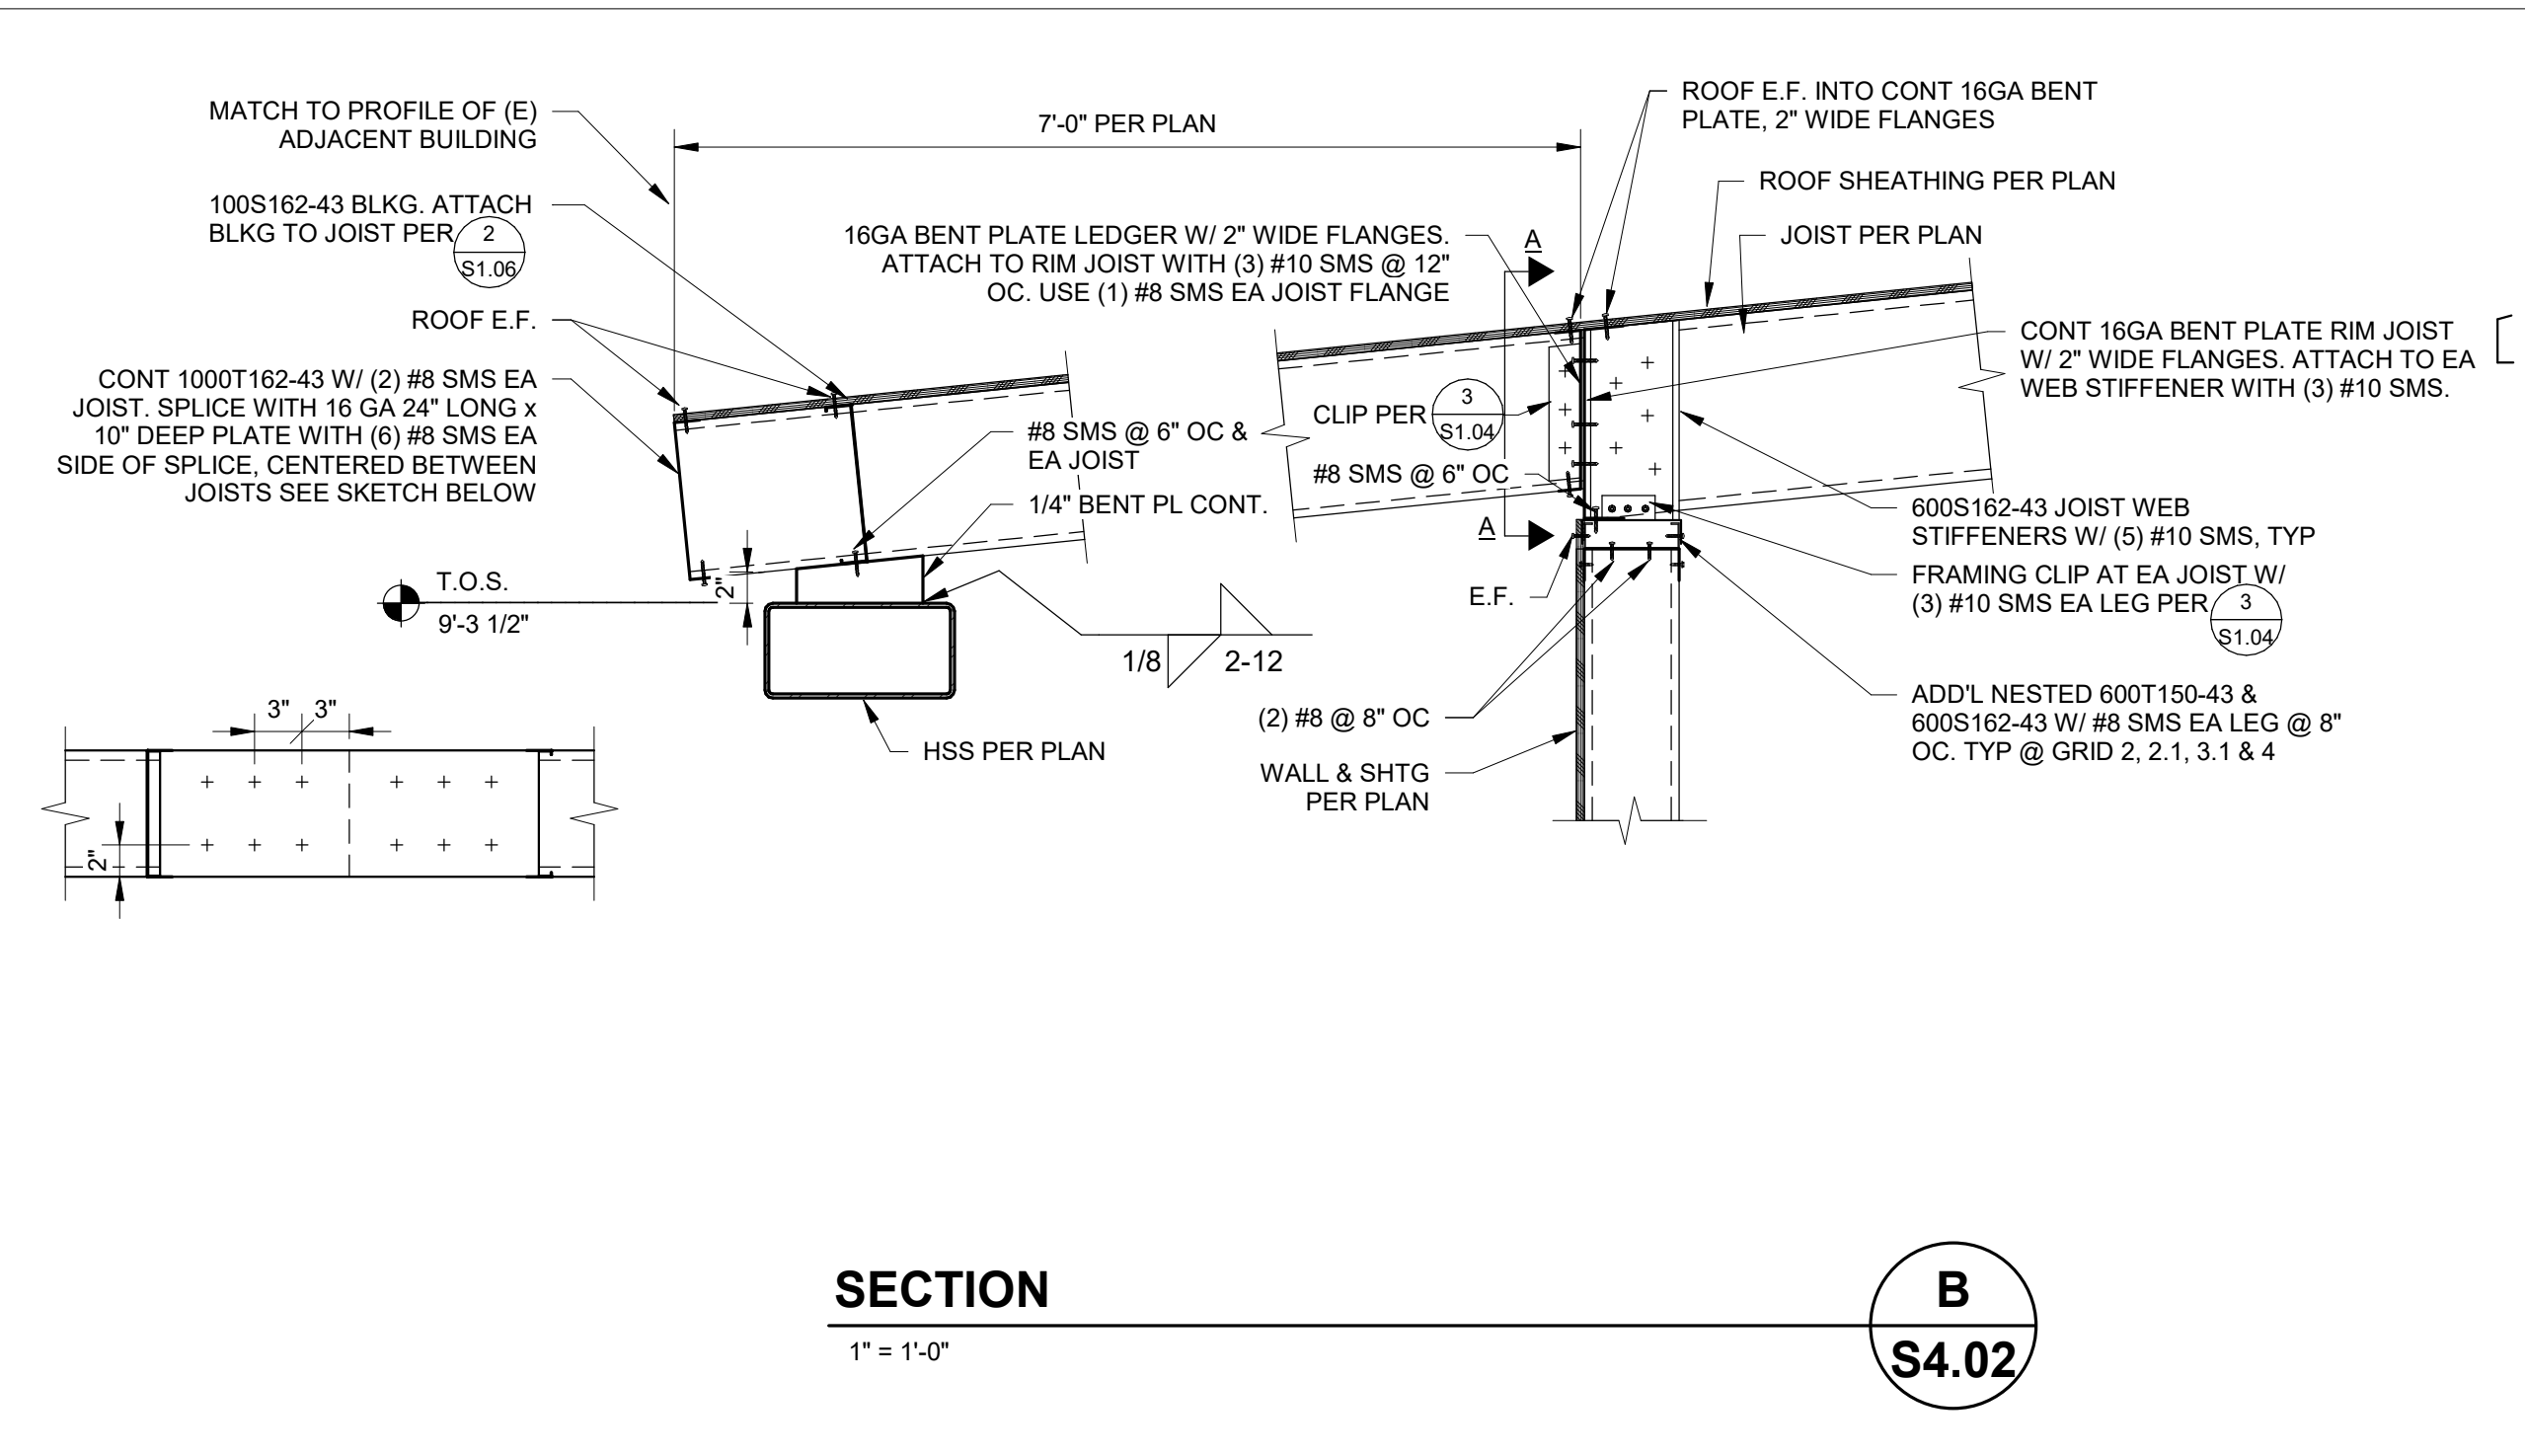 MATCH TO PROFILE OF (E)
ADJACENT BUILDING
100S162-43 BLKG. ATTACH
BLKG TO JOIST PER
2
S1.06
ROOF E.F.
CONT 1000T162-43 W/ (2) #8 SMS EA
JOIST. SPLICE WITH 16 GA 24" LONG x
10" DEEP PLATE WITH (6) #8 SMS EA
SIDE OF SPLICE, CENTERED BETWEEN
JOISTS SEE SKETCH BELOW
7'-0" PER PLAN
16GA BENT PLATE LEDGER W/ 2" WIDE FLANGES.
ATTACH TO RIM JOIST WITH (3) #10 SMS @ 12"
OC. USE (1) #8 SMS EA JOIST FLANGE
A
ROOF E.F. INTO CONT 16GA BENT
PLATE, 2" WIDE FLANGES
ROOF SHEATHING PER PLAN
JOIST PER PLAN
CONT 16GA BENT PLATE RIM JOIST
W/ 2" WIDE FLANGES. ATTACH TO EA
WEB STIFFENER WITH (3) #10 SMS.
CLIP PER
3
S1.04
#8 SMS @ 6" OC &
EA JOIST
#8 SMS @ 6" OC
1/4" BENT PL CONT.
A
E.F.
600S162-43 JOIST WEB
STIFFENERS W/ (5) #10 SMS, TYP
FRAMING CLIP AT EA JOIST W/
(3) #10 SMS EA LEG PER
3
S1.04
T.O.S.
9'-3 1/2"
2"
1/8
2-12
(2) #8 @ 8" OC
ADD'L NESTED 600T150-43 &
600S162-43 W/ #8 SMS EA LEG @ 8"
OC. TYP @ GRID 2, 2.1, 3.1 & 4
HSS PER PLAN
WALL & SHTG
PER PLAN
3"
3"
2"
SECTION
1" = 1'-0"
B
S4.02